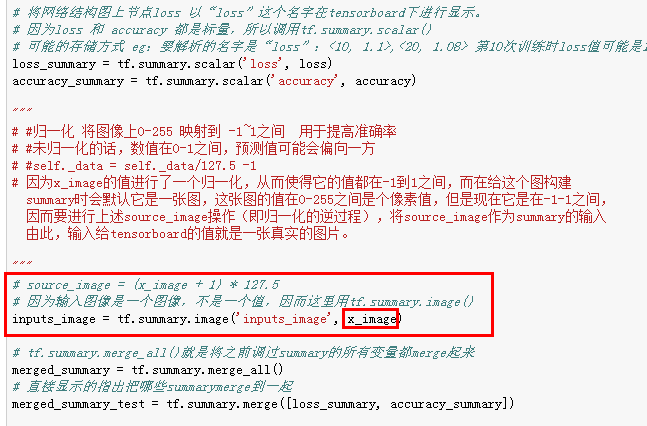 # 将网络结构图上节点loss 以“loss”这个名字在tensorboard下进行显示。
# 因为loss 和 accuracy 都是标量，所以调用tf.summary.scalar()
# 可能的存储方式 eg：要解析的名字是“loss”：<10, 1.1>,<20, 1.08> 第10次训练时loss值可能是1
loss_summary = tf.summary.scalar('loss', loss)
accuracy_summary = tf.summary.scalar('accuracy', accuracy)
"""
# #归一化 将图像上0-255 映射到 -1~1之间 用于提高准确率
# #未归一化的话，数值在0-1之间，预测值可能会偏向一方
# #self._data = self._data/127.5 -1
# 因为x_image的值进行了一个归一化，从而使得它的值都在-1到1之间，而在给这个图构建
summary时会默认它是一张图，这张图的值在0-255之间是个像素值，但是现在它是在-1-1之间，
因而要进行上述source_image操作（即归一化的逆过程），将source_image作为summary的输入
由此，输入给tensorboard的值就是一张真实的图片。
"""
# source_image = (x_image + 1) * 127.5
# 因为输入图像是一个图像，不是一个值，因而这里用tf.summary.image()
inputs_image = tf.summary.image('inputs_image', x_image)
# tf.summary.merge_all()就是将之前调过summary的所有变量都merge起来
merged_summary = tf.summary.merge_all()
# 直接显示的指出把哪些summarymerge到一起
merged_summary_test = tf.summary.merge([loss_summary, accuracy_summary])